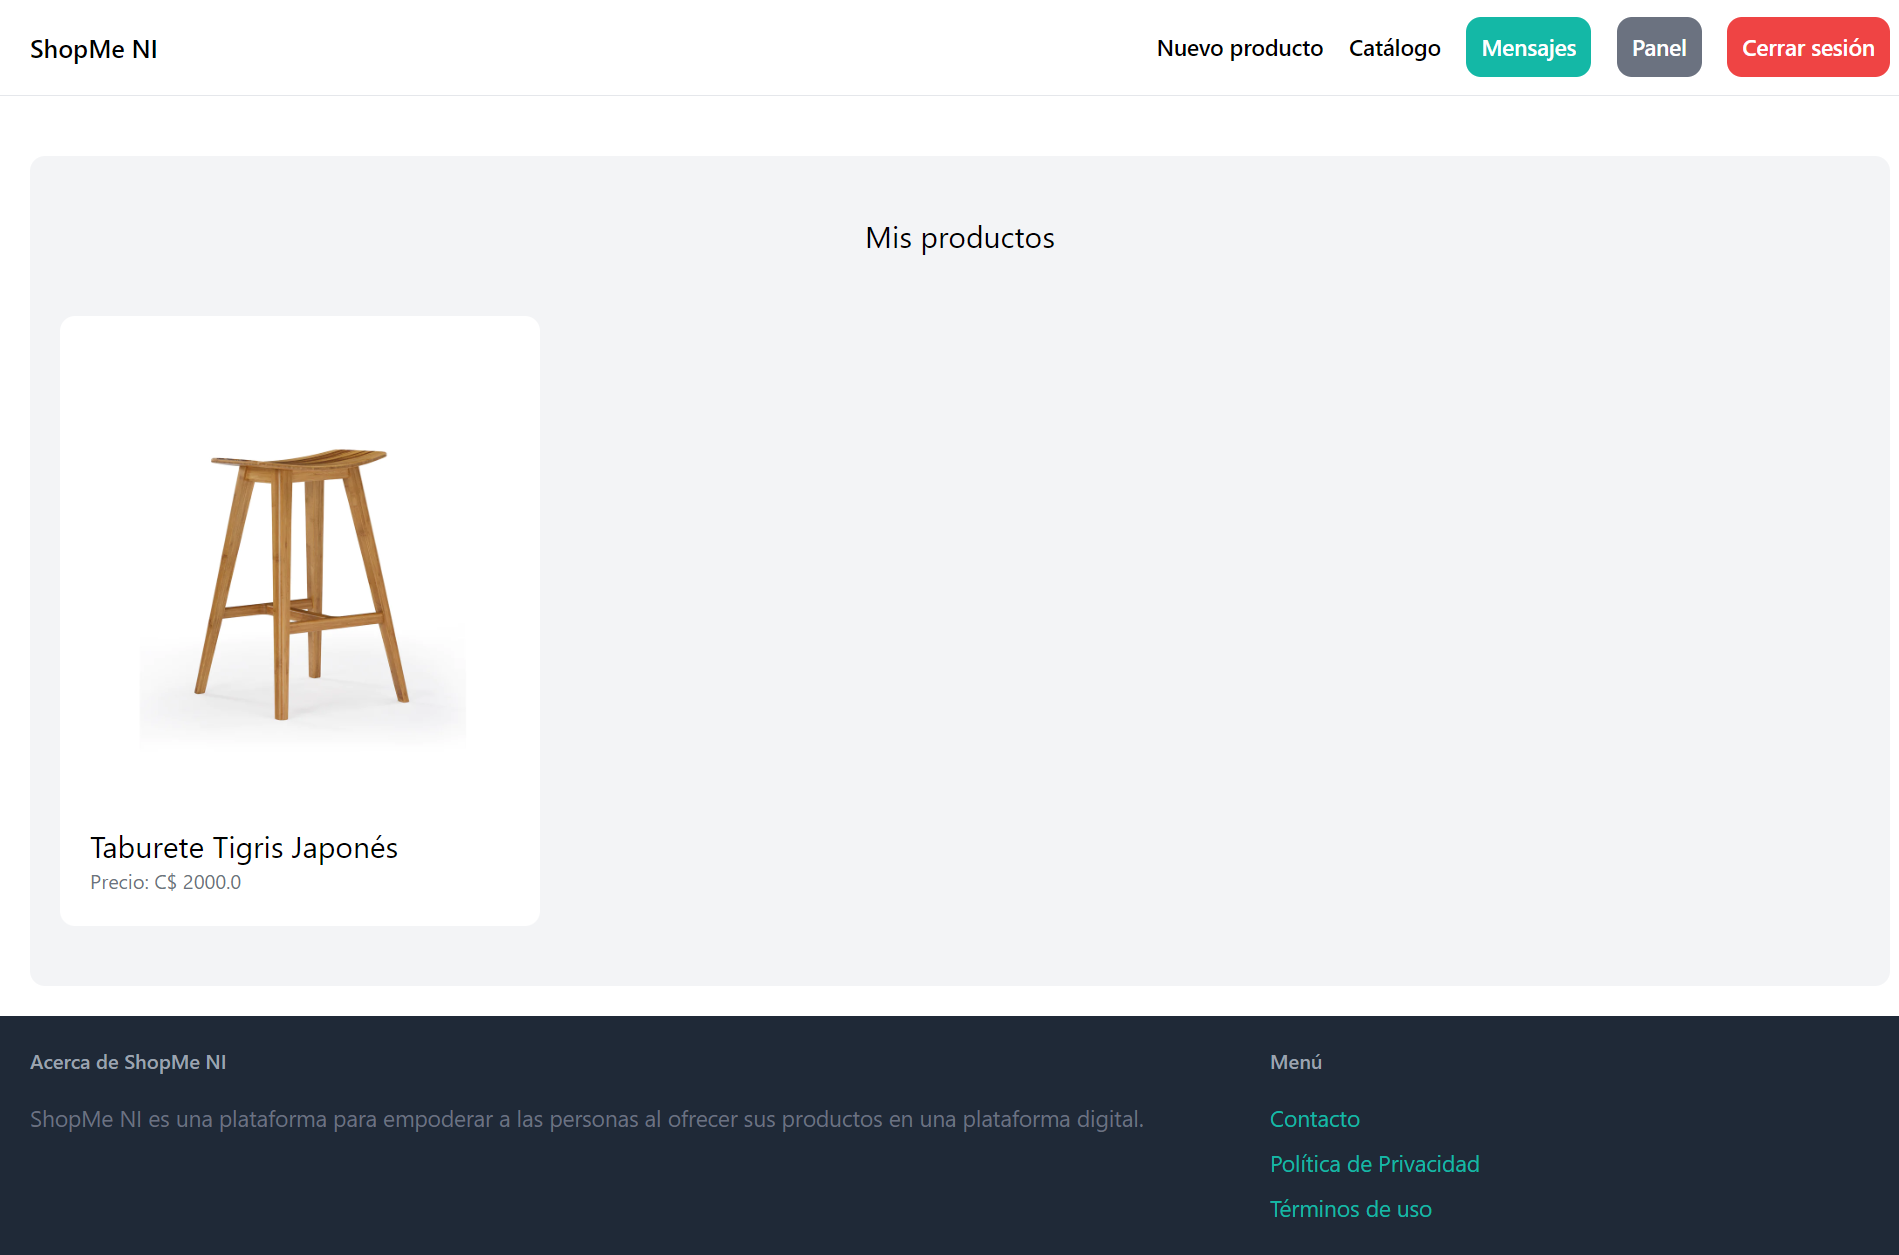 ShopMe NI
Nuevo producto
Catálogo
Mensajes
Panel
Cerrar sesión
Mis productos
Taburete Tigris Japonés
Precio: C$ 2000.0
Acerca de ShopMe NI
ShopMe NI es una plataforma para empoderar a las personas al ofrecer sus productos en una plataforma digital.
Menú
Contacto
Política de Privacidad
Términos de uso